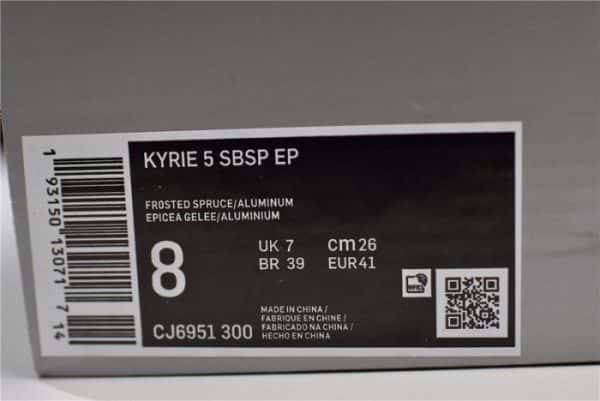 KYRIE 5 SBSP EP
FROSTED SPRUCE/ALUMINUM
EPICEA GELEE/ALUMINIUM
8
UK 7 cm 26
BR 39 EUR 41
CJ6951 300
MADE IN CHINA /
FABRIQUE EN CHINE /
FABRICADO NA CHINA /
HECHO EN CHINA
1 93150 13071 7 14